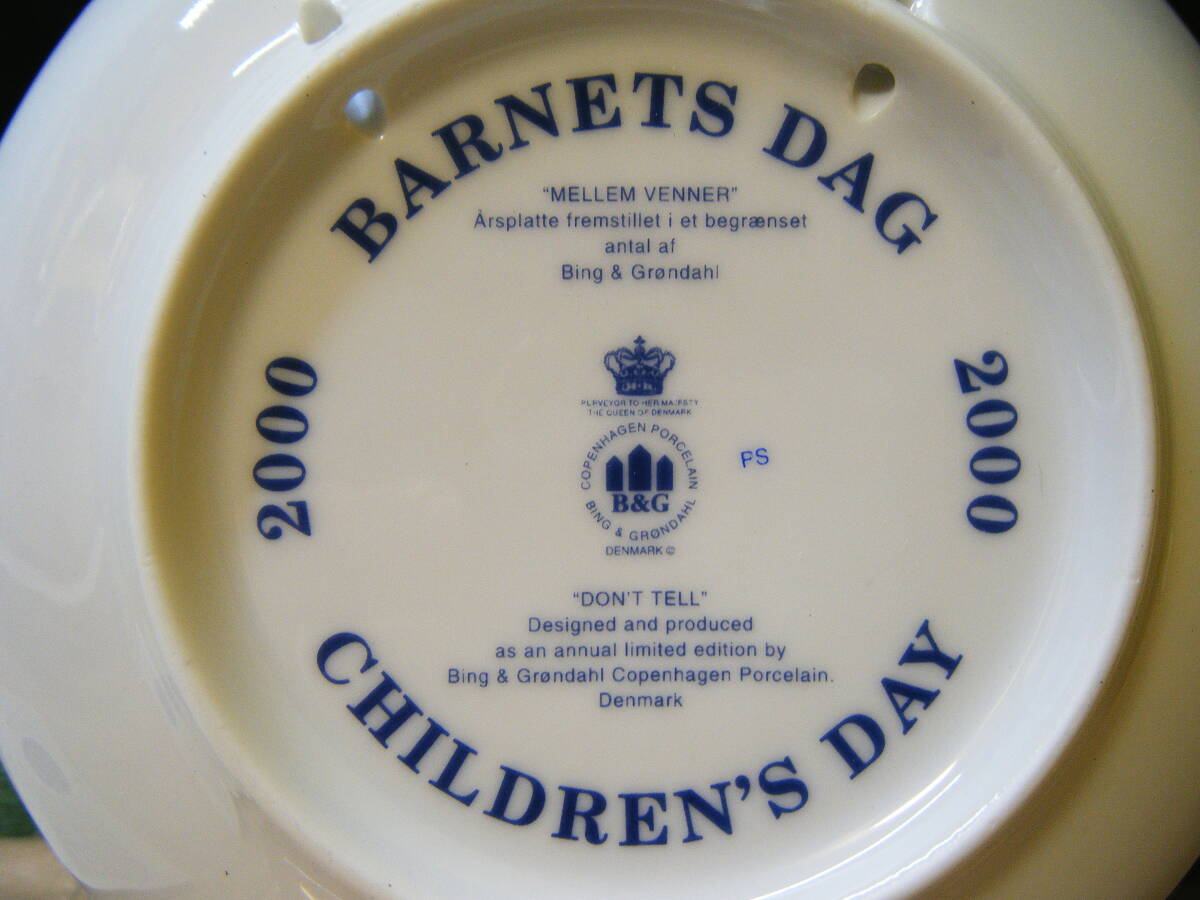 BARNETS DAG
"MELLEM VENNER"
Årsplatte fremstillet i et begrænset
antal af
Bing & Grøndahl
2000
2000
PURVEYOR TO HER MAJESTY
THE QUEEN OF DENMARK
COPENHAGEN PORCELAIN
B&G
BING & GRØNDAHL
DENMARK ©
PS
"DON'T TELL"
Designed and produced
as an annual limited edition by
Bing & Grøndahl Copenhagen Porcelain.
Denmark
CHILDREN'S DAY